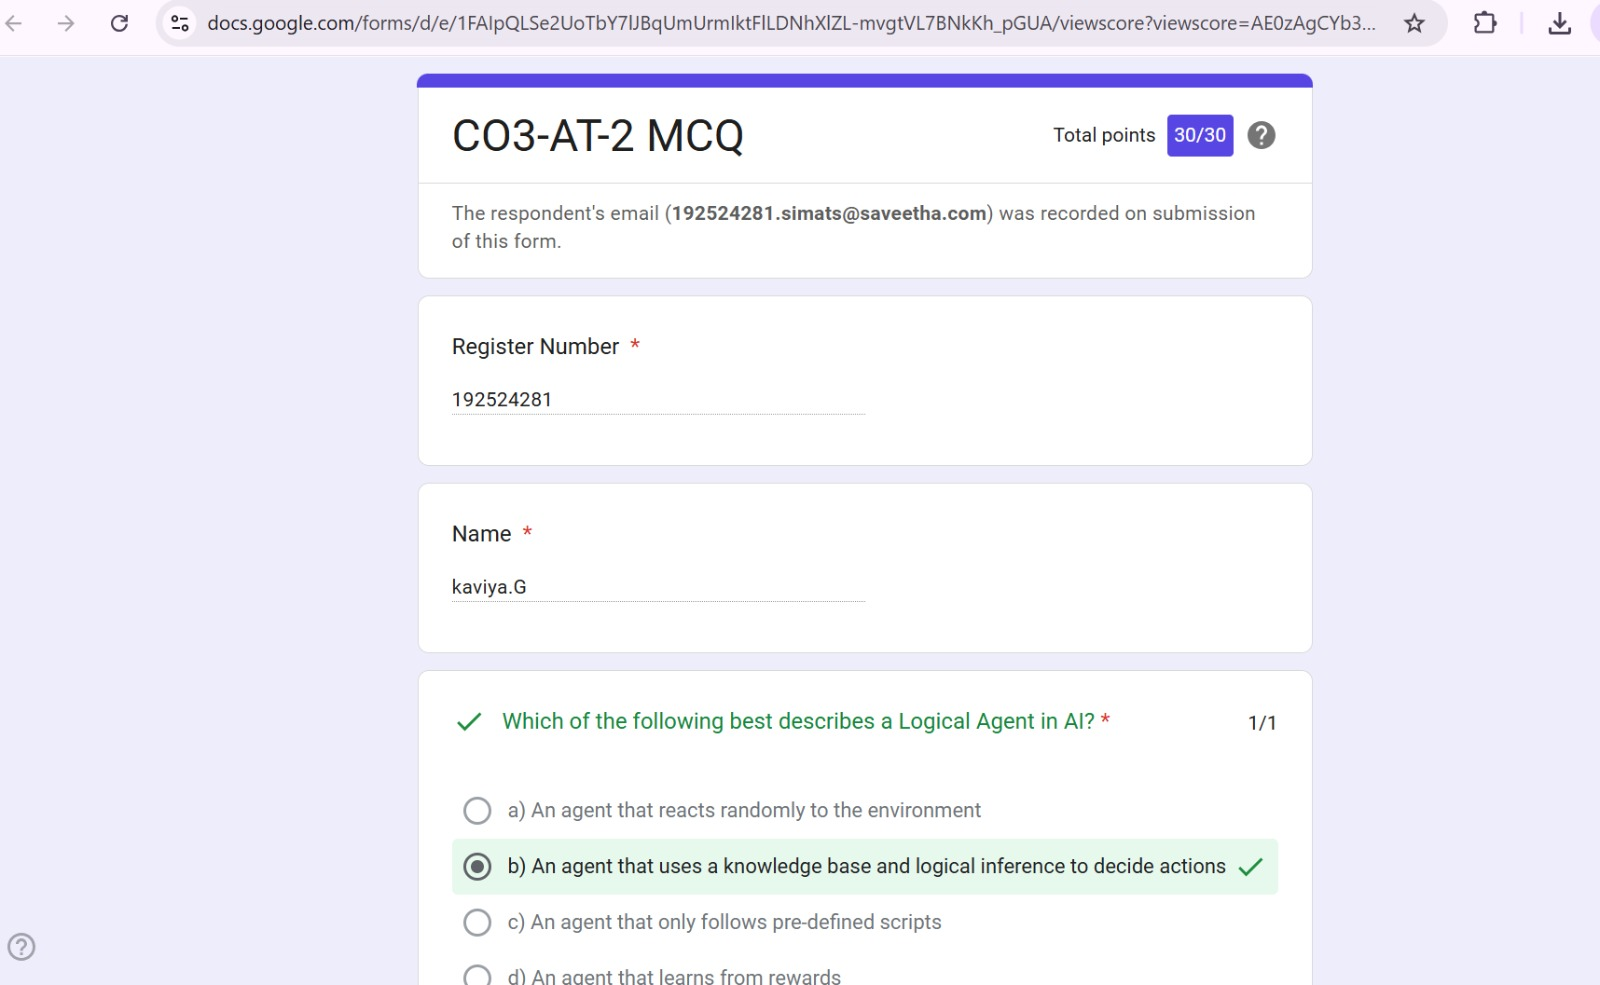 docs.google.com/forms/d/e/1FAIpQLSe2UoTbY7lJBqUmUrmIktFlLDNhXlZL-mvgtVL7BNkKh_pGUA/viewscore?viewscore=AE0zAgCYb3...
CO3-AT-2 MCQ
Total points 30/30
The respondent's email (192524281.simats@saveetha.com) was recorded on submission
of this form.
Register Number *
192524281
Name *
kaviya.G
Which of the following best describes a Logical Agent in AI? * 1/1
a) An agent that reacts randomly to the environment
b) An agent that uses a knowledge base and logical inference to decide actions
c) An agent that only follows pre-defined scripts
d) An agent that learns from rewards